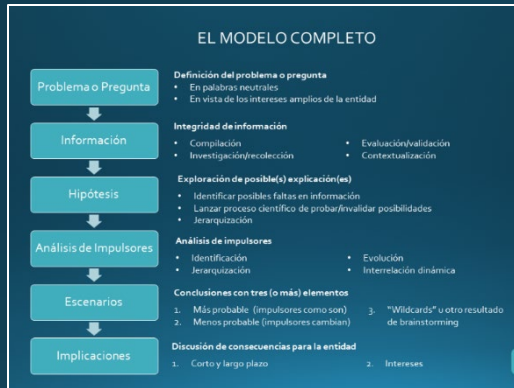 EL MODELO COMPLETO
Problema o Pregunta
Definición del problema o pregunta
• En palabras neutrales
• En vista de los intereses amplios de la entidad
Información
Integridad de información
• Compilación
• Investigación/recolección
• Evaluación/validación
• Contextualización
Hipótesis
Exploración de posible(s) explicación(es)
• Identificar posibles faltas en información
• Lanzar proceso científico de probar/invalidar posibilidades
• Jerarquización
Análisis de Impulsores
Análisis de impulsores
• Identificación
• Jerarquización
• Evolución
• Interrelación dinámica
Escenarios
Conclusiones con tres (o más) elementos
1. Más probable (impulsores como son)
2. Menos probable (impulsores cambian)
3. "Wildcards" u otro resultado
de brainstorming
Implicaciones
Discusión de consecuencias para la entidad
1. Corto y largo plazo
2. Intereses